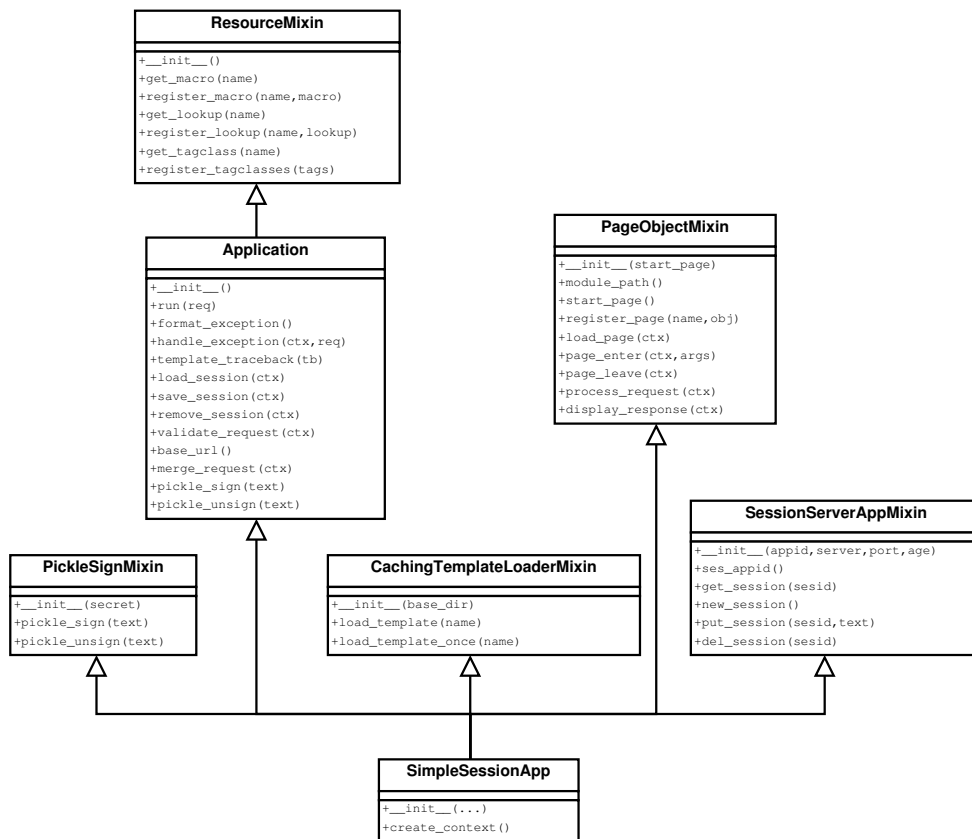 ResourceMixin
+__init__()
+get_macro(name)
+register_macro(name,macro)
+get_lookup(name)
+register_lookup(name,lookup)
+get_tagclass(name)
+register_tagclasses(tags)
Application
+__init__()
+run(req)
+format_exception()
+handle_exception(ctx,req)
+template_traceback(tb)
+load_session(ctx)
+save_session(ctx)
+remove_session(ctx)
+validate_request(ctx)
+base_url()
+merge_request(ctx)
+pickle_sign(text)
+pickle_unsign(text)
PageObjectMixin
+__init__(start_page)
+module_path()
+start_page()
+register_page(name,obj)
+load_page(ctx)
+page_enter(ctx,args)
+page_leave(ctx)
+process_request(ctx)
+display_response(ctx)
PickleSignMixin
+__init__(secret)
+pickle_sign(text)
+pickle_unsign(text)
CachingTemplateLoaderMixin
+__init__(base_dir)
+load_template(name)
+load_template_once(name)
SessionServerAppMixin
+__init__(appid,server,port,age)
+ses_appid()
+get_session(sesid)
+new_session()
+put_session(sesid,text)
+del_session(sesid)
SimpleSessionApp
+__init__(...)
+create_context()